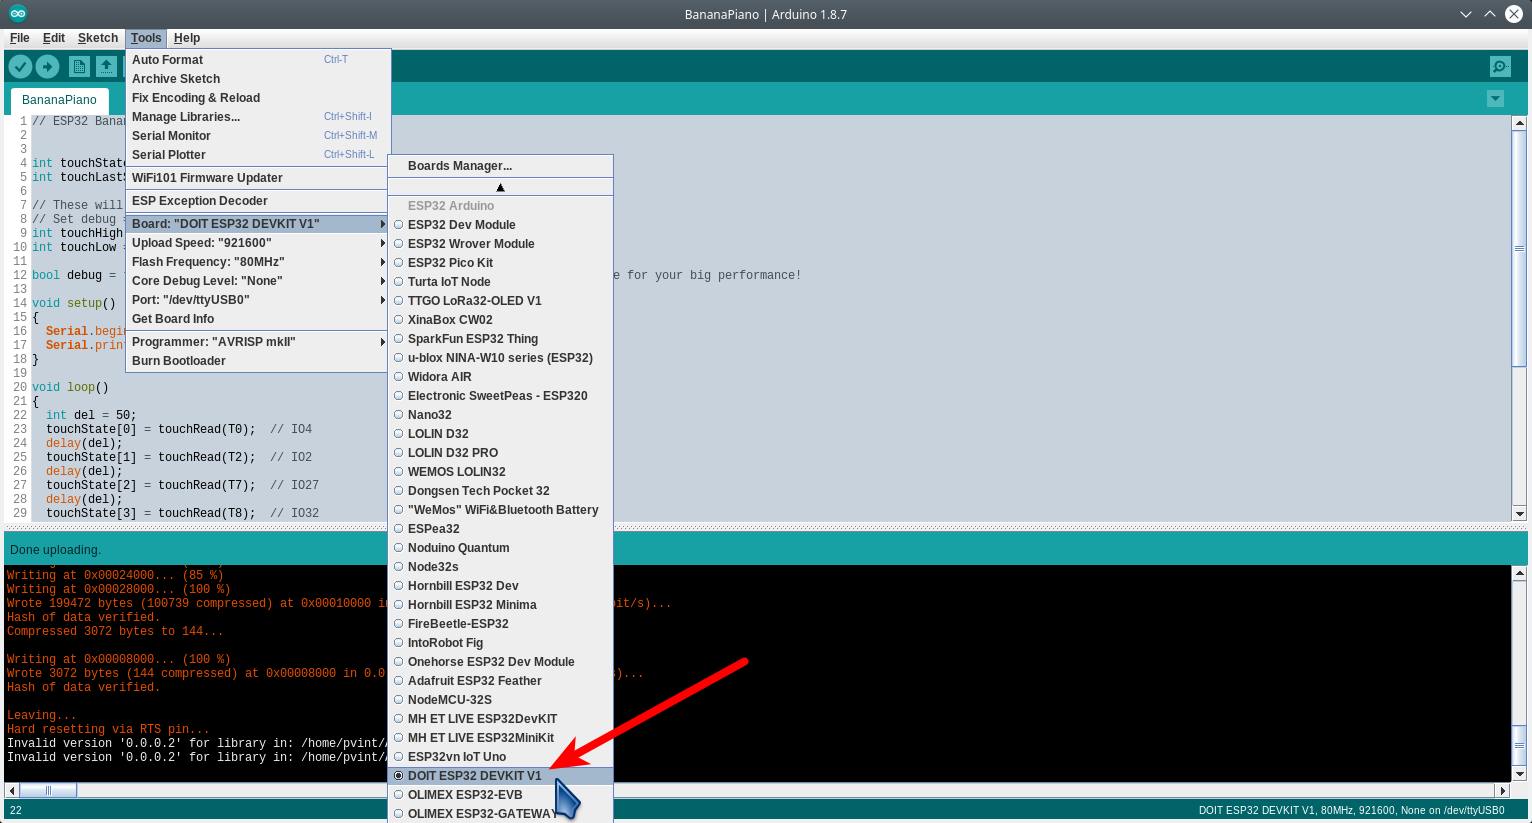 BananaPiano | Arduino 1.8.7
File Edit Sketch Tools Help
BananaPiano
Auto Format Ctrl-T
Archive Sketch
Fix Encoding & Reload
Manage Libraries... Ctrl+Shift-I
Serial Monitor Ctrl+Shift-M
Serial Plotter Ctrl+Shift-L
WiFi101 Firmware Updater
ESP Exception Decoder
Board: "DOIT ESP32 DEVKIT V1"
Upload Speed: "921600"
Flash Frequency: "80MHz"
Core Debug Level: "None"
Port: "/dev/ttyUSB0"
Get Board Info
Programmer: "AVRISP mkII"
Burn Bootloader
Boards Manager...
ESP32 Arduino
ESP32 Dev Module
ESP32 Wrover Module
ESP32 Pico Kit
Turta IoT Node
TTGO LoRa32-OLED V1
XinaBox CW02
SparkFun ESP32 Thing
u-blox NINA-W10 series (ESP32)
Widora AIR
Electronic SweetPeas - ESP320
Nano32
LOLIN D32
LOLIN D32 PRO
WEMOS LOLIN32
Dongsen Tech Pocket 32
"WeMos" WiFi&Bluetooth Battery
ESPea32
Noduino Quantum
Node32s
Hornbill ESP32 Dev
Hornbill ESP32 Minima
FireBeetle-ESP32
IntoRobot Fig
Onehorse ESP32 Dev Module
Adafruit ESP32 Feather
NodeMCU-32S
MH ET LIVE ESP32DevKIT
MH ET LIVE ESP32MiniKit
ESP32vn IoT Uno
DOIT ESP32 DEVKIT V1
OLIMEX ESP32-EVB
OLIMEX ESP32-GATEWAY
1 // ESP32 Banan
2
3
4 int touchState
5 int touchLastS
6
7 // These will
8 // Set debug =
9 int touchHigh
10 int touchLow =
11
12 bool debug = e for your big performance!
13
14 void setup()
15 {
16 Serial.begin
17 Serial.print
18 }
19
20 void loop()
21 {
22 int del = 50;
23 touchState[0] = touchRead(T0); // IO4
24 delay(del);
25 touchState[1] = touchRead(T2); // IO2
26 delay(del);
27 touchState[2] = touchRead(T7); // IO27
28 delay(del);
29 touchState[3] = touchRead(T8); // IO32
Done uploading.
Writing at 0x00024000... (85 %)
Writing at 0x00028000... (100 %)
Wrote 199472 bytes (100739 compressed) at 0x00010000 in bit/s)...
Hash of data verified.
Compressed 3072 bytes to 144...
Writing at 0x00008000... (100 %)
Wrote 3072 bytes (144 compressed) at 0x00008000 in 0.0 s)...
Hash of data verified.
Leaving...
Hard resetting via RTS pin...
Invalid version '0.0.0.2' for library in: /home/pvint/A
Invalid version '0.0.0.2' for library in: /home/pvint/A
22 DOIT ESP32 DEVKIT V1, 80MHz, 921600, None on /dev/ttyUSB0